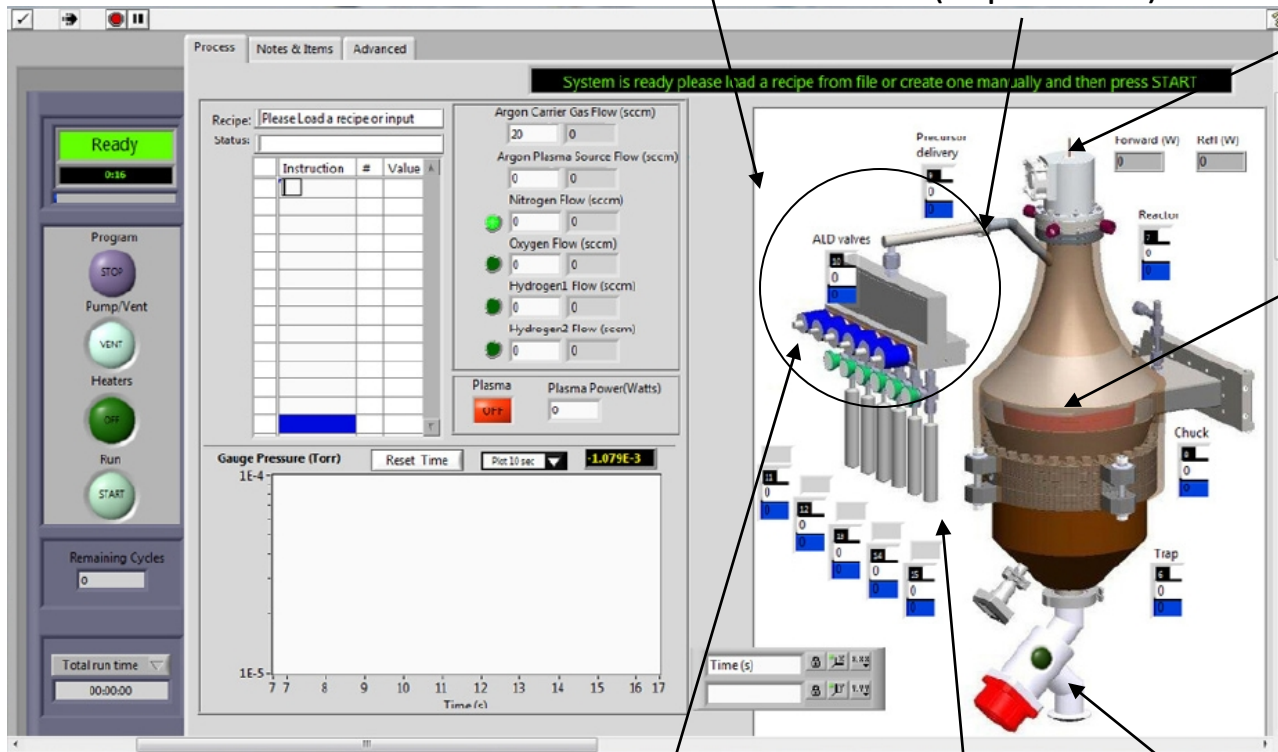 Process Notes & Items Advanced
System is ready please load a recipe from file or create one manually and then press START
Ready
0:16
Program
STOP
Pump/Vent
VENT
Heaters
OFF
Run
START
Remaining Cycles
0
Total run time
00:00:00
Recipe: Please Load a recipe or input
Status:
Instruction # Value
Argon Carrier Gas Flow (sccm)
20 0
Argon Plasma Source Flow (sccm)
0 0
Nitrogen Flow (sccm)
0 0
Oxygen Flow (sccm)
0 0
Hydrogen1 Flow (sccm)
0 0
Hydrogen2 Flow (sccm)
0 0
Plasma Plasma Power(Watts)
OFF 0
Gauge Pressure (Torr) Reset Time Plot 10 sec -1.079E-3
1E-4
1E-5
7 7 8 9 10 11 12 13 14 15 16 17
Time (s)
Precursor
delivery
9
0
0
Forward (W) Refl (W)
0 0
Reactor
7
0
0
ALD valves
10
0
0
Chuck
8
0
0
11
0
0
12
0
0
13
0
0
14
0
0
15
0
0
Trap
6
0
0
Time (s)